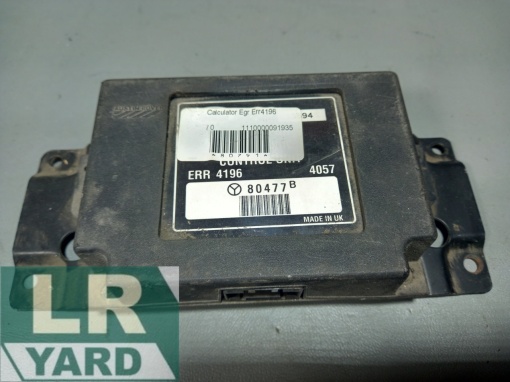 Calculator Egr Err4196
1110000091935
94
CONTROL UNIT
ERR 4196
4057
80477B
MADE IN UK
LR
YARD